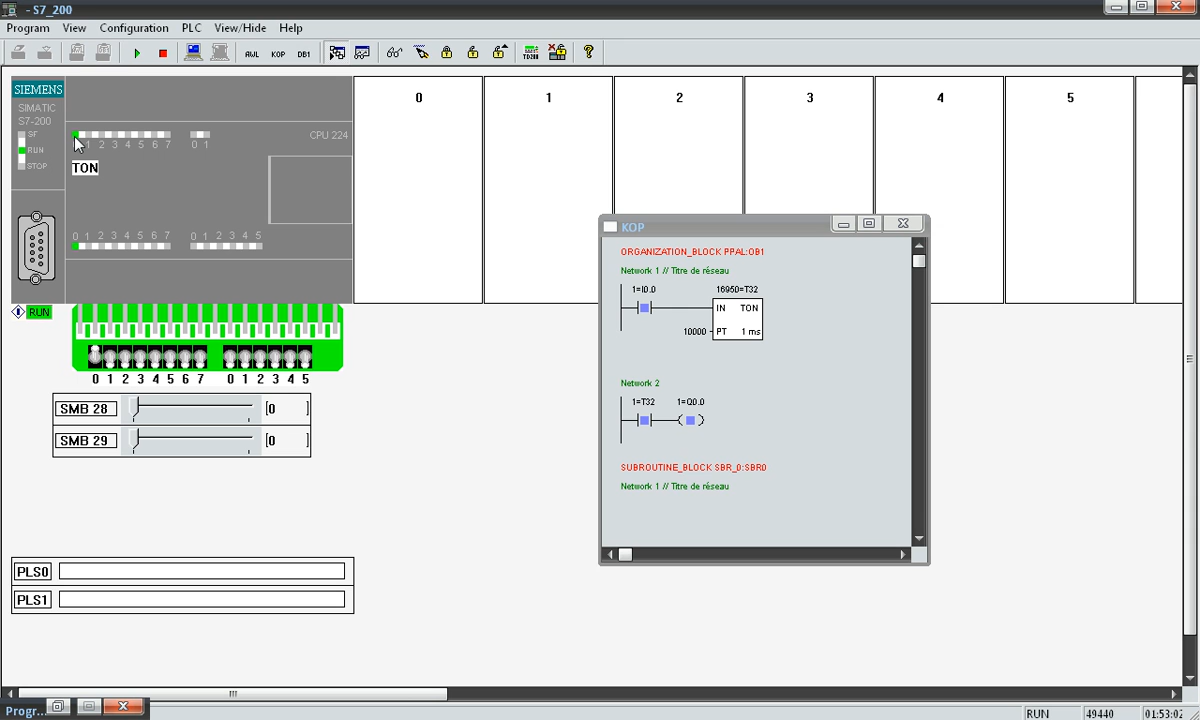 - S7_200
Program View Configuration PLC View/Hide Help
AWL KOP DB1 TD200 ?
SIEMENS
SIMATIC
S7-200
SF
RUN
STOP
1 2 3 4 5 6 7 0 1
CPU 224
TON
0 1 2 3 4 5 6 7 0 1 2 3 4 5
RUN
0 1 2 3 4 5 6 7 0 1 2 3 4 5
SMB 28 [0 ]
SMB 29 [0 ]
PLS0
PLS1
0 1 2 3 4 5
KOP
ORGANIZATION_BLOCK PPAL:OB1
Network 1 // Titre de réseau
1=I0.0 16950=T32
IN TON
10000 - PT 1 ms
Network 2
1=T32 1=Q0.0
SUBROUTINE_BLOCK SBR_0:SBR0
Network 1 // Titre de réseau
Progr...
RUN 49440 01:53:02